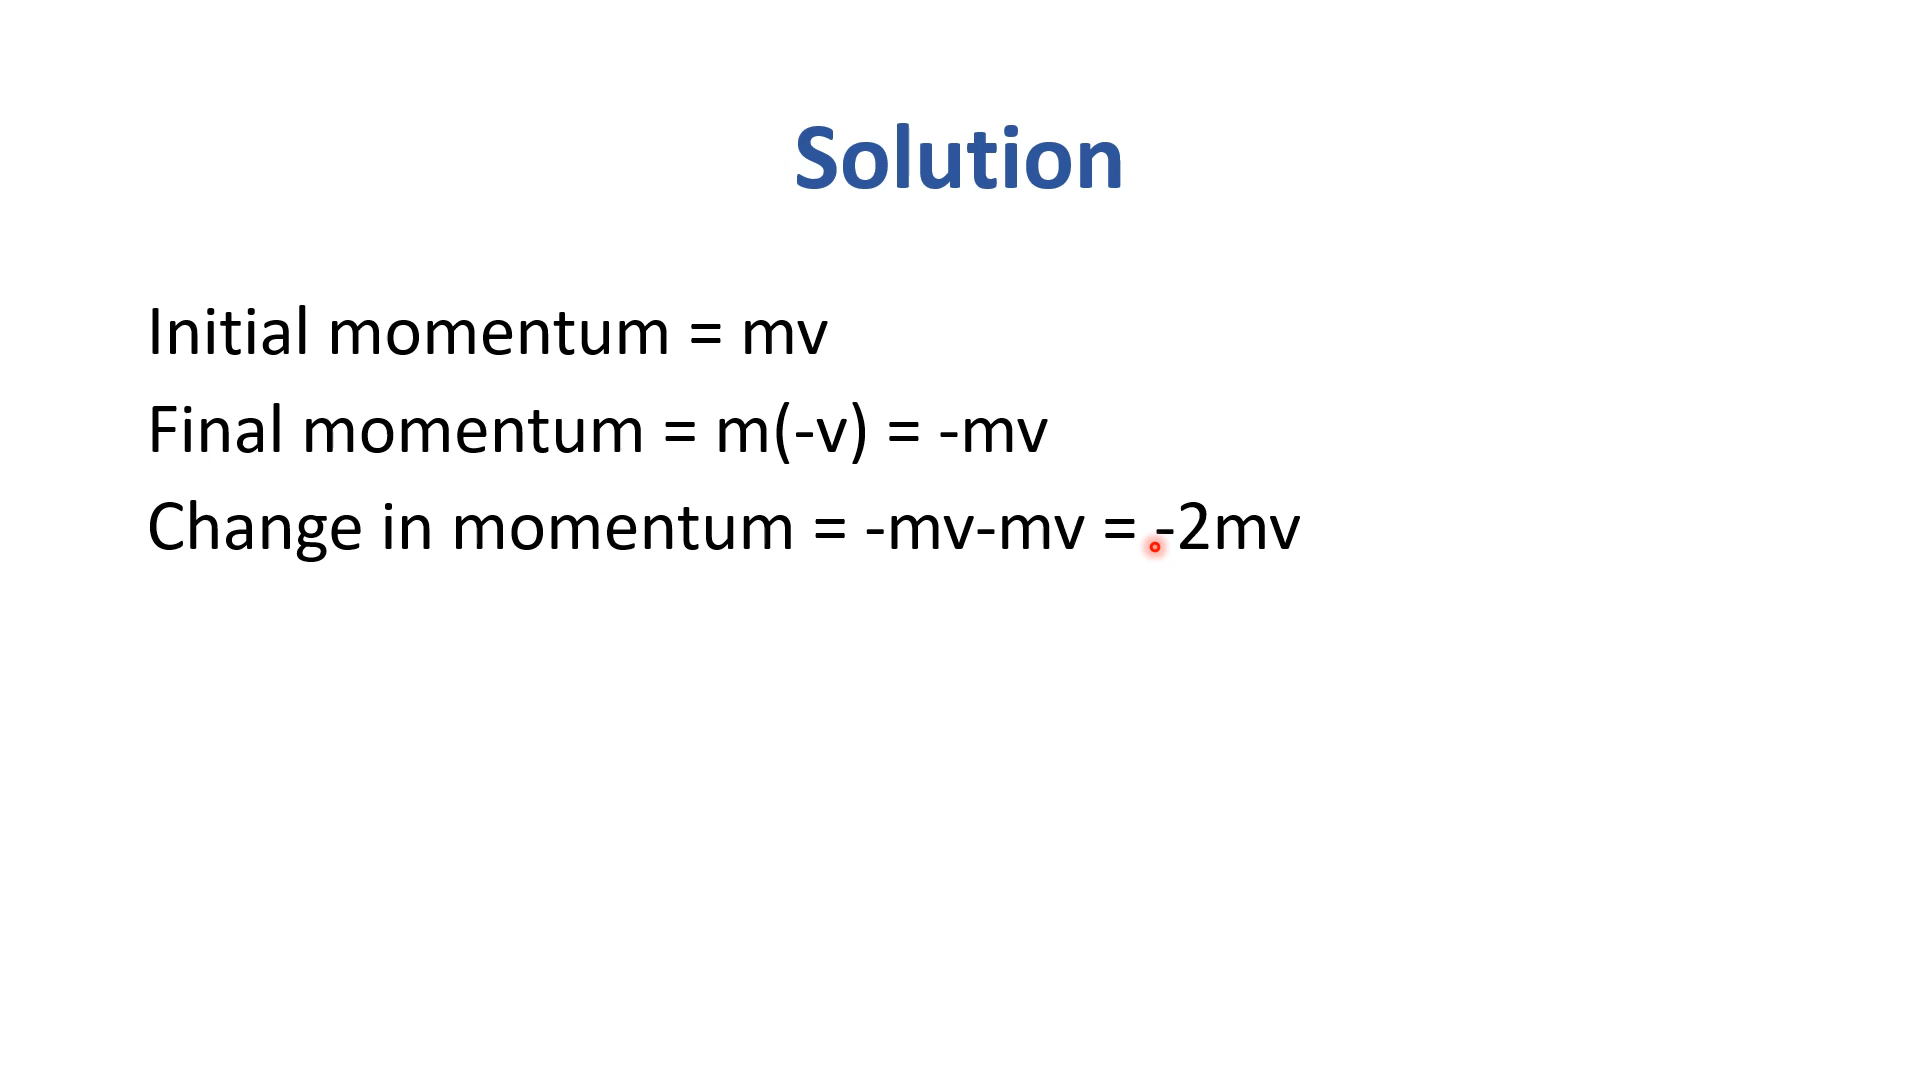 Solution
Initial momentum = mv
Final momentum = m(-v) = -mv
Change in momentum = -mv-mv = -2mv